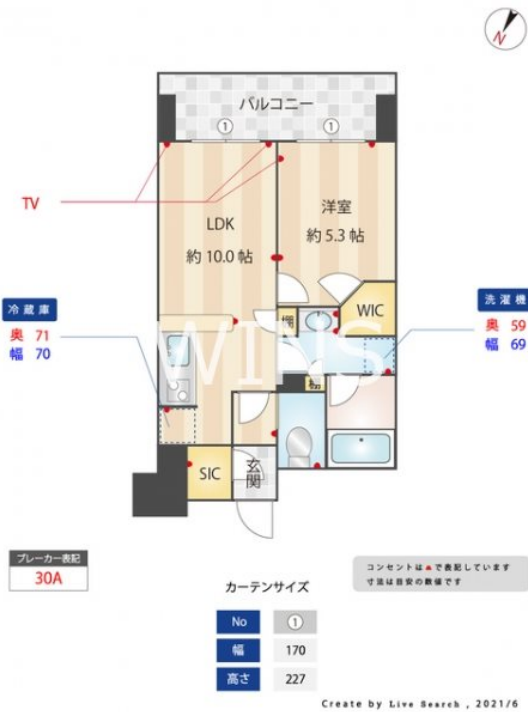 N
バルコニー
① ①
TV
LDK
約 10.0 帖
洋室
約 5.3 帖
冷蔵庫
奥 71
幅 70
洗濯機
奥 59
幅 69
WIC
棚
WINS
棚
SIC
玄関
ブレーカー表記
30A
コンセントは▲で表記しています
寸法は目安の数値です
カーテンサイズ
No ①
幅 170
高さ 227
Create by Live Search , 2021/6